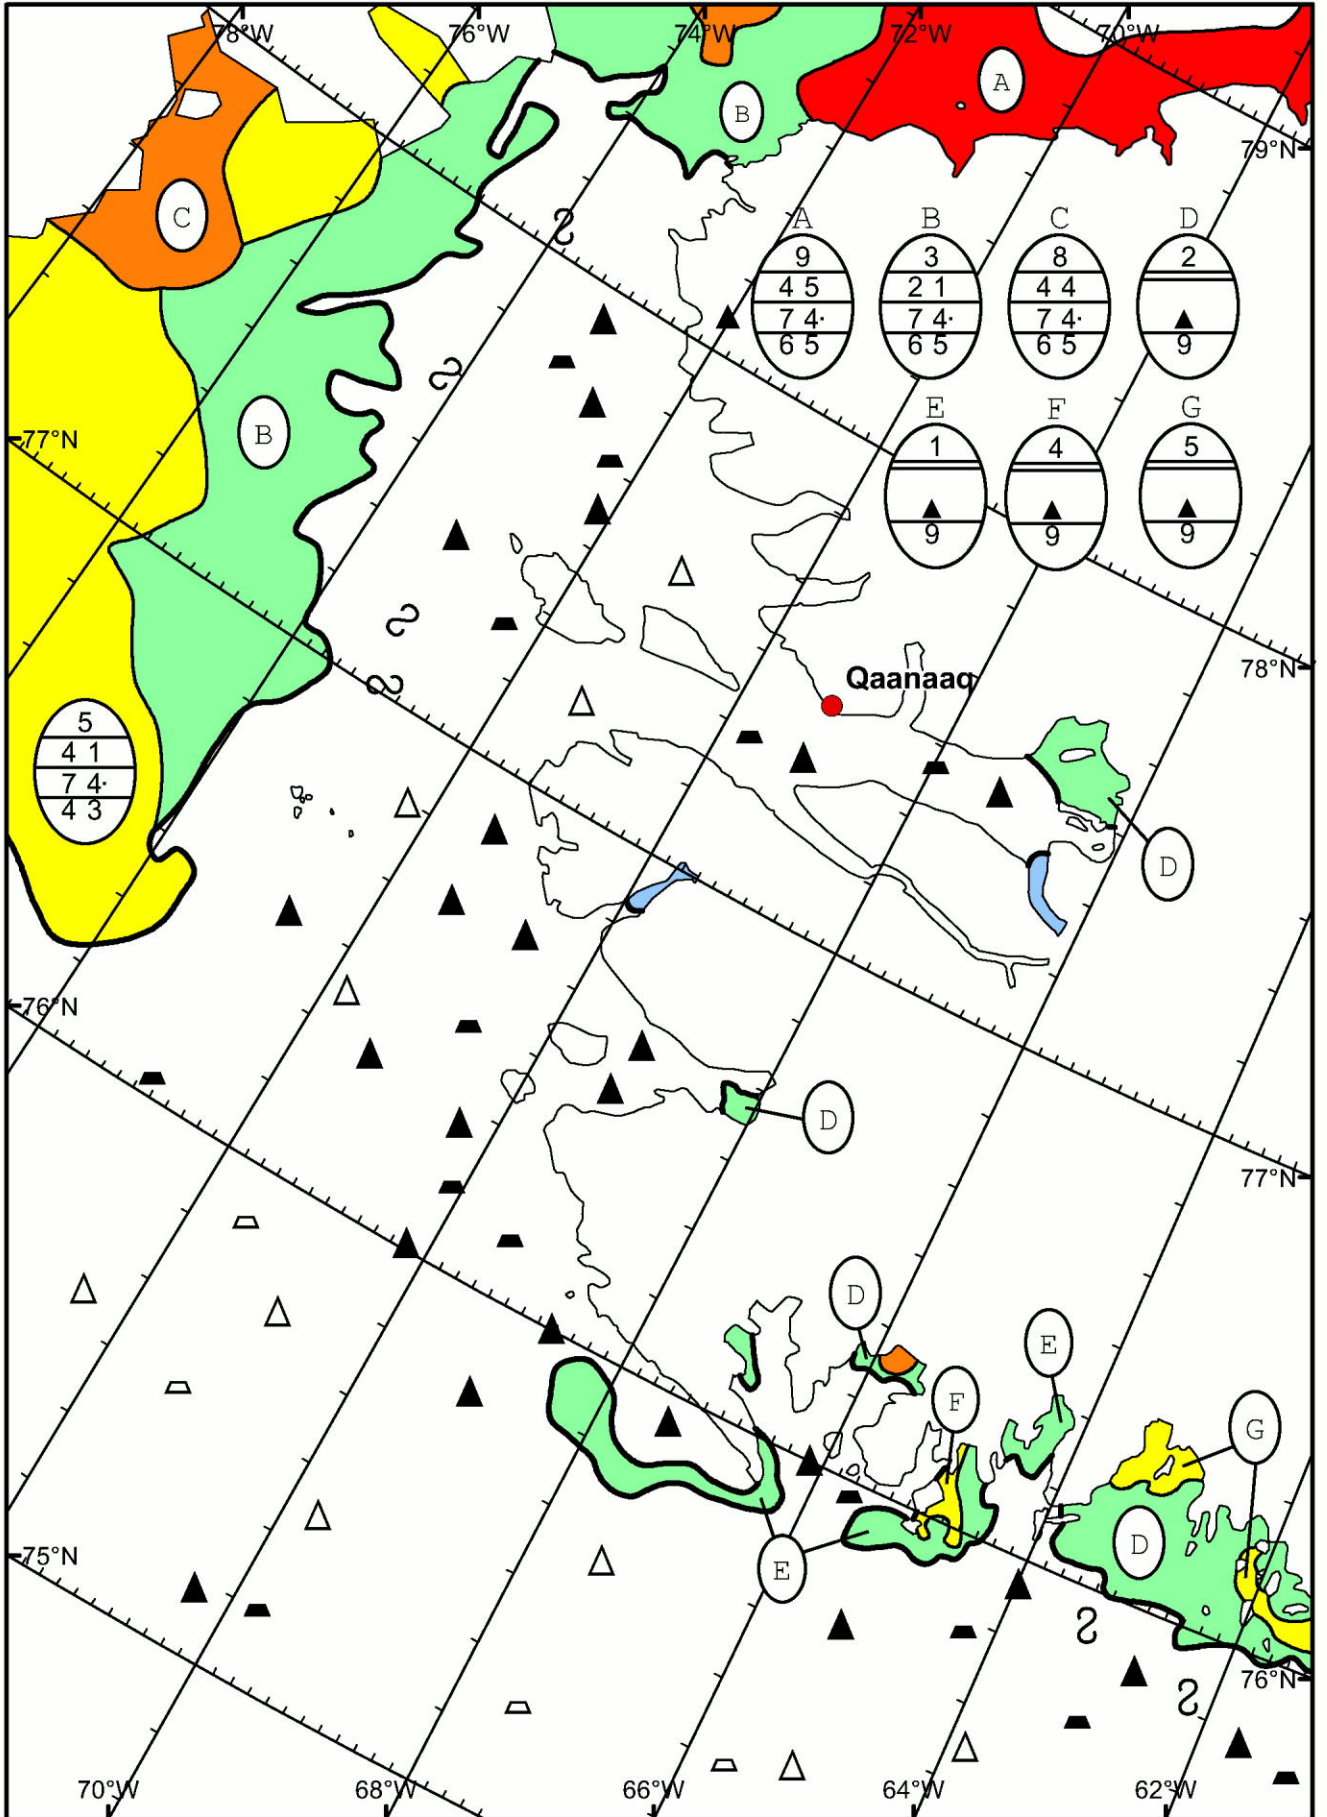 78°W 76°W 74°W 72°W 70°W
A
B
79°N
C
A B C D
9 3 8 2
4 5 2 1 4 4
7 4· 7 4· 7 4· 9
6 5 6 5 6 5
E F G
1 4 5
9 9 9
77°N
B
78°N
Qaanaaq
5
4 1
7 4·
4 3
D
76°N
D
77°N
D
E
F
G
D
75°N
E
76°N
70°W 68°W 66°W 64°W 62°W